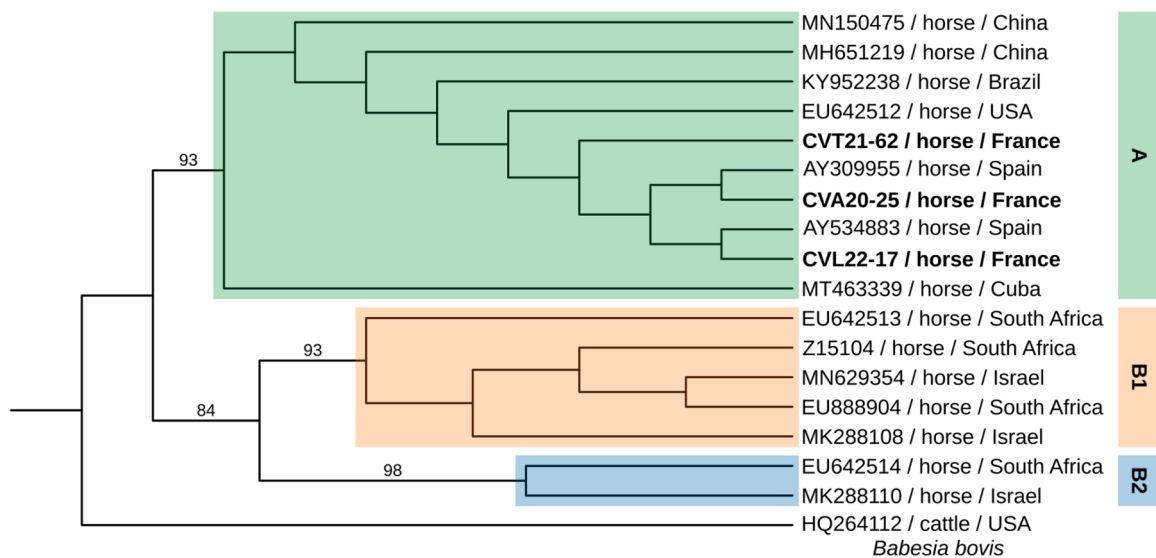 MN150475 / horse / China
MH651219 / horse / China
KY952238 / horse / Brazil
EU642512 / horse / USA
CVT21-62 / horse / France
93
A
AY309955 / horse / Spain
CVA20-25 / horse / France
AY534883 / horse / Spain
CVL22-17 / horse / France
MT463339 / horse / Cuba
EU642513 / horse / South Africa
93
Z15104 / horse / South Africa
MN629354 / horse / Israel
B1
84
EU888904 / horse / South Africa
MK288108 / horse / Israel
98
EU642514 / horse / South Africa
B2
MK288110 / horse / Israel
HQ264112 / cattle / USA
Babesia bovis